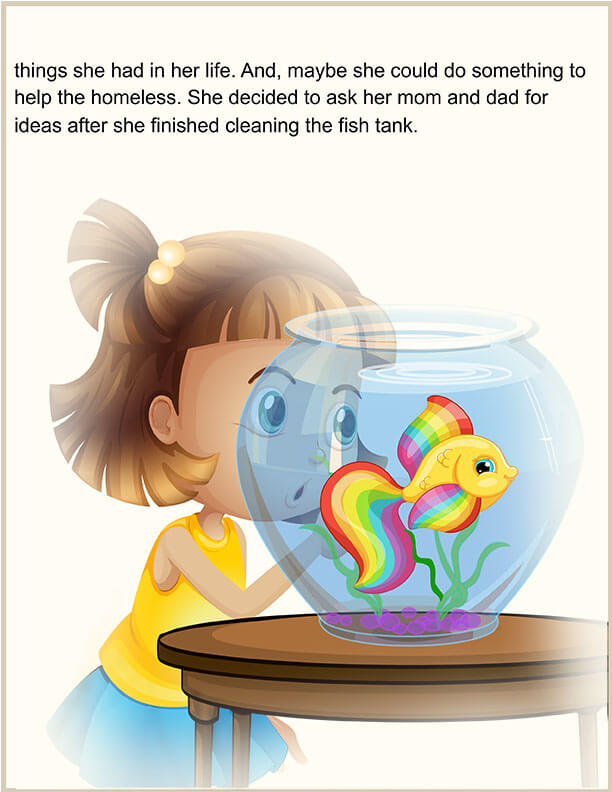 things she had in her life. And, maybe she could do something to
help the homeless. She decided to ask her mom and dad for
ideas after she finished cleaning the fish tank.